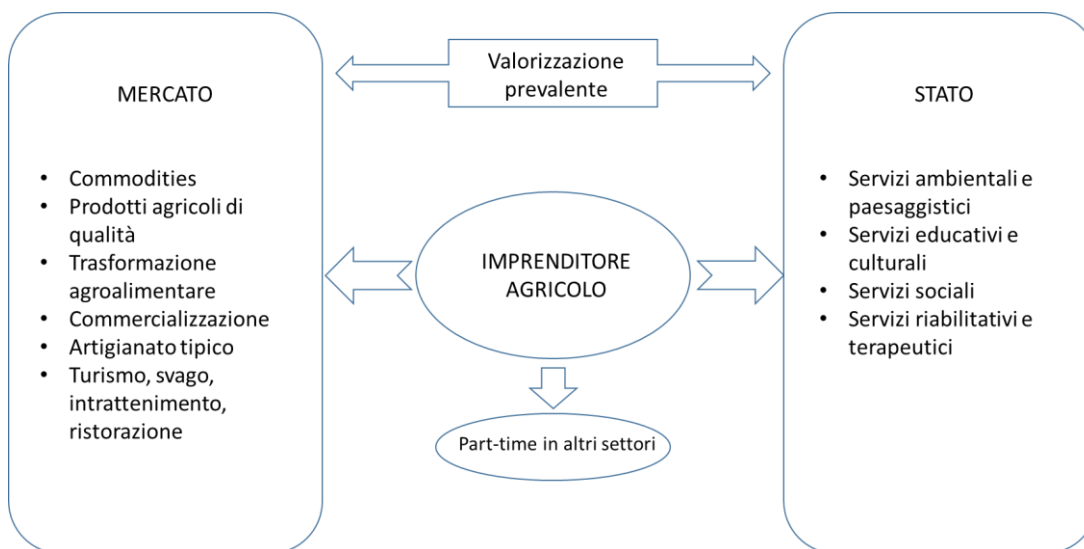 Valorizzazione
prevalente
MERCATO
• Commodities
• Prodotti agricoli di
qualità
• Trasformazione
agroalimentare
• Commercializzazione
• Artigianato tipico
• Turismo, svago,
intrattenimento,
ristorazione
IMPRENDITORE
AGRICOLO
Part-time in altri settori
STATO
• Servizi ambientali e
paesaggistici
• Servizi educativi e
culturali
• Servizi sociali
• Servizi riabilitativi e
terapeutici